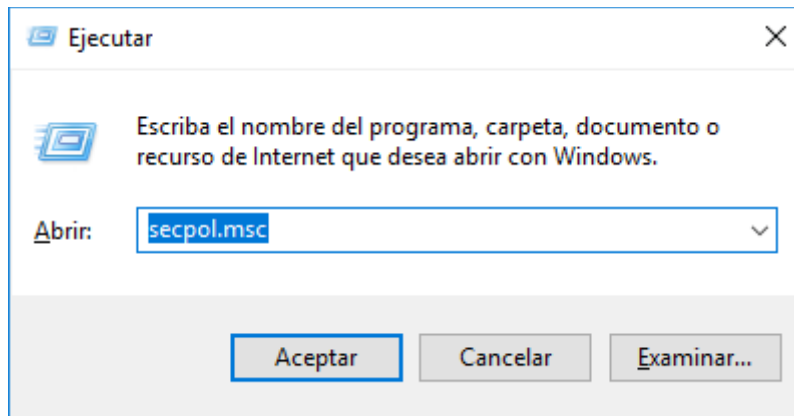 Ejecutar
Escriba el nombre del programa, carpeta, documento o
recurso de Internet que desea abrir con Windows.
Abrir: secpol.msc
Aceptar Cancelar Examinar...